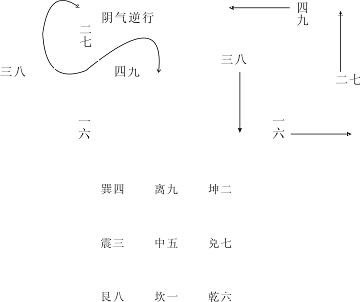 阴气逆行
二七
三八
四九
一六
四九
三八
二七
一六
巽四 离九 坤二
震三 中五 兑七
艮八 坎一 乾六